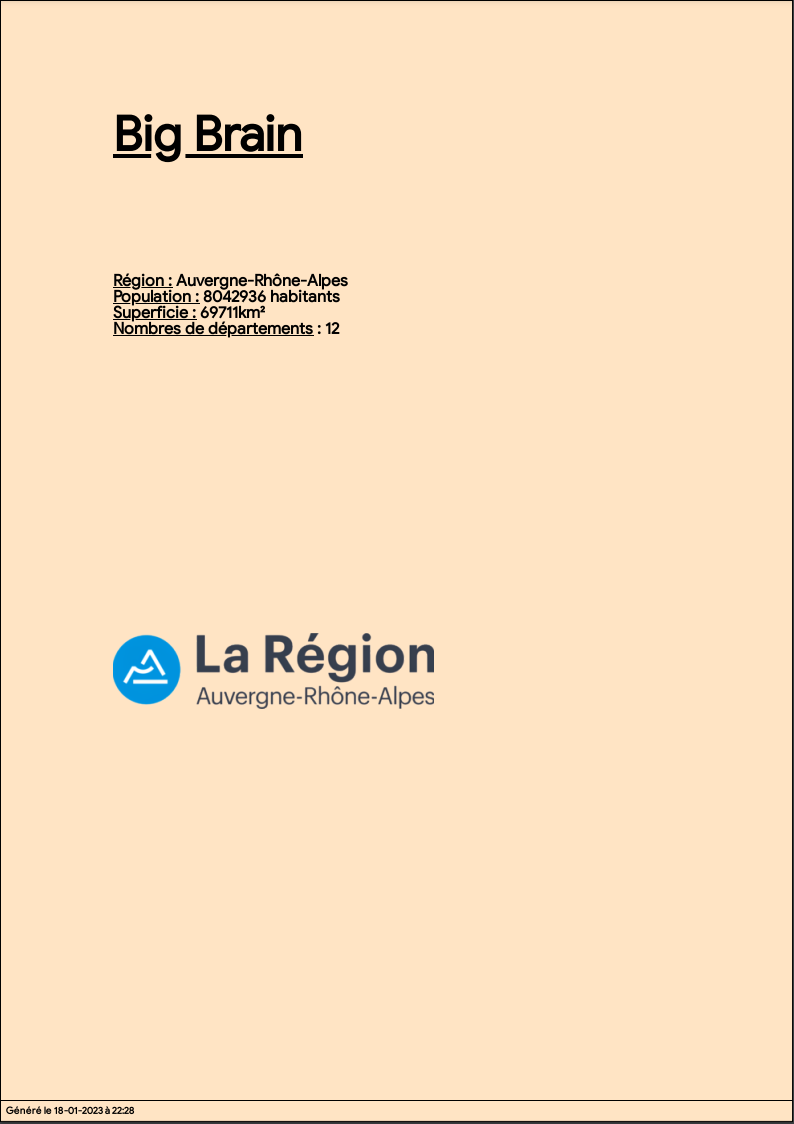 Big Brain
Région : Auvergne-Rhône-Alpes
Population : 8042936 habitants
Superficie : 69711km²
Nombres de départements : 12
La Région
Auvergne-Rhône-Alpes
Généré le 18-01-2023 à 22:28